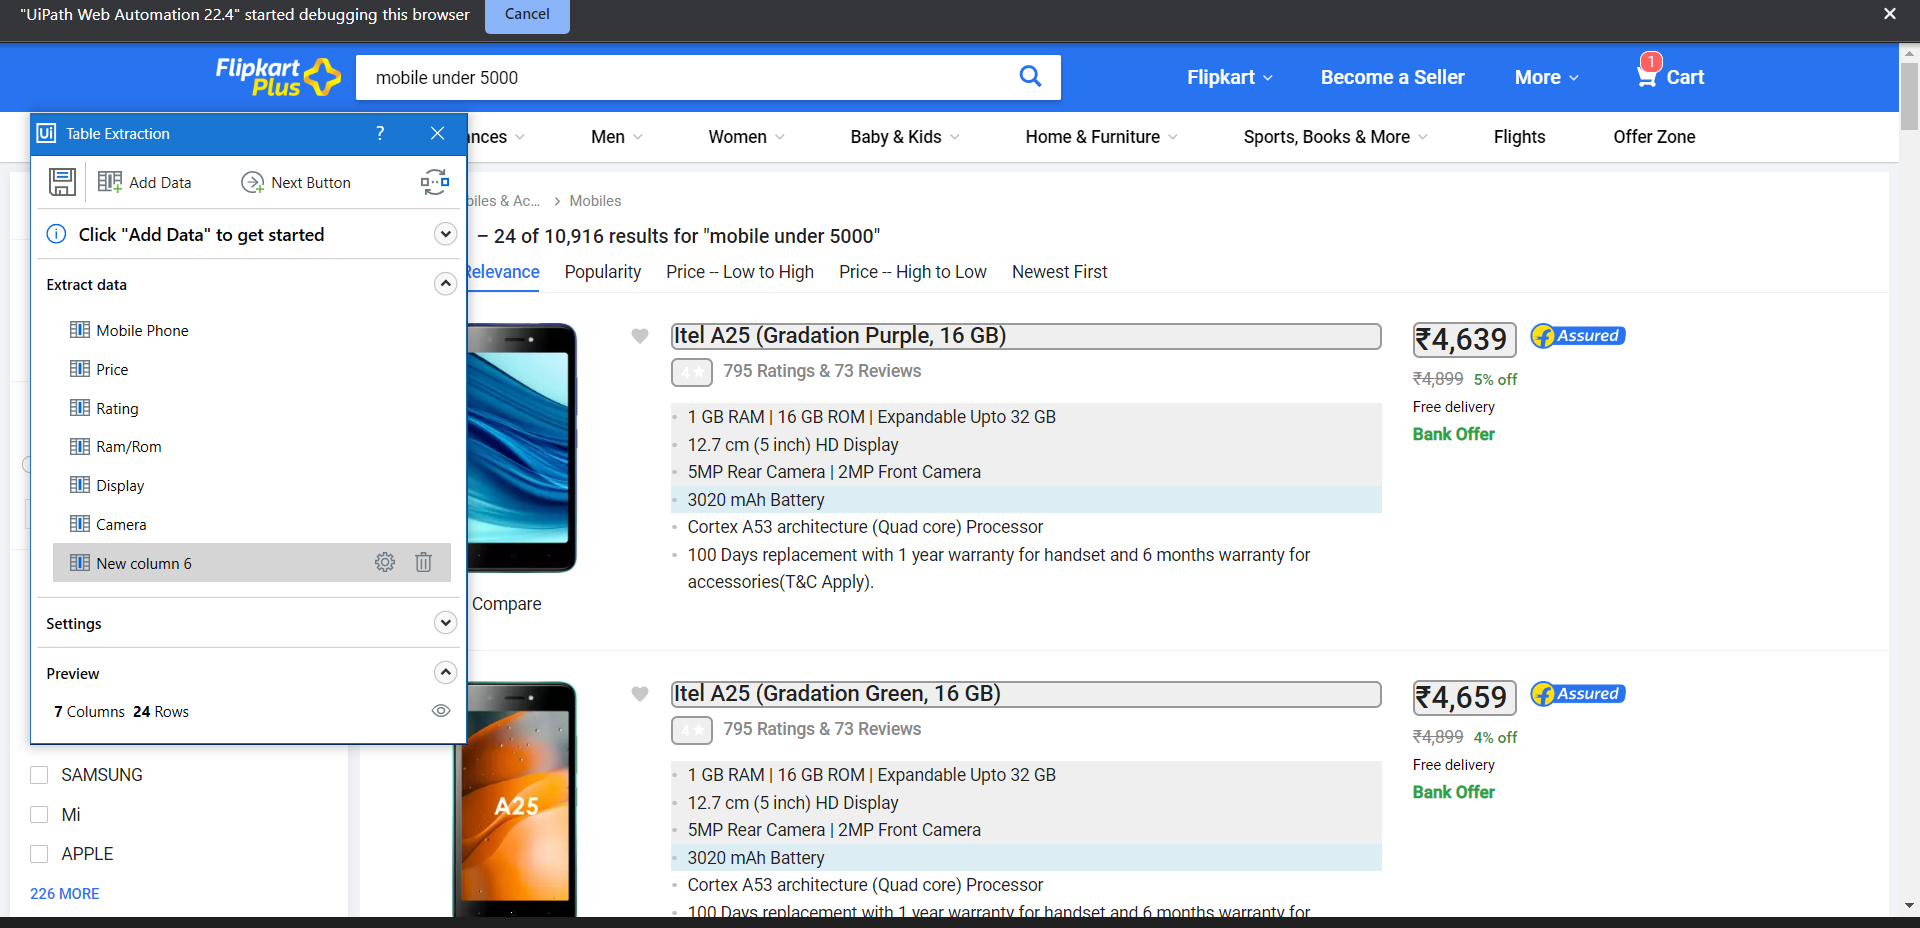 "UiPath Web Automation 22.4" started debugging this browser
Cancel
Flipkart
Plus
mobile under 5000
Flipkart
Become a Seller
More
1
Cart
Ui Table Extraction
?
nces
Men
Women
Baby & Kids
Home & Furniture
Sports, Books & More
Flights
Offer Zone
Add Data
Next Button
Click "Add Data" to get started
Extract data
Mobile Phone
Price
Rating
Ram/Rom
Display
Camera
New column 6
Settings
Preview
7 Columns 24 Rows
SAMSUNG
Mi
APPLE
226 MORE
biles & Ac...
Mobiles
– 24 of 10,916 results for "mobile under 5000"
Relevance
Popularity
Price -- Low to High
Price -- High to Low
Newest First
Itel A25 (Gradation Purple, 16 GB)
4★
795 Ratings & 73 Reviews
1 GB RAM | 16 GB ROM | Expandable Upto 32 GB
12.7 cm (5 inch) HD Display
5MP Rear Camera | 2MP Front Camera
3020 mAh Battery
Cortex A53 architecture (Quad core) Processor
100 Days replacement with 1 year warranty for handset and 6 months warranty for
accessories(T&C Apply).
₹4,639
f Assured
₹4,899 5% off
Free delivery
Bank Offer
Compare
A25
Itel A25 (Gradation Green, 16 GB)
4★
795 Ratings & 73 Reviews
1 GB RAM | 16 GB ROM | Expandable Upto 32 GB
12.7 cm (5 inch) HD Display
5MP Rear Camera | 2MP Front Camera
3020 mAh Battery
Cortex A53 architecture (Quad core) Processor
100 Days replacement with 1 year warranty for handset and 6 months warranty for
₹4,659
f Assured
₹4,899 4% off
Free delivery
Bank Offer